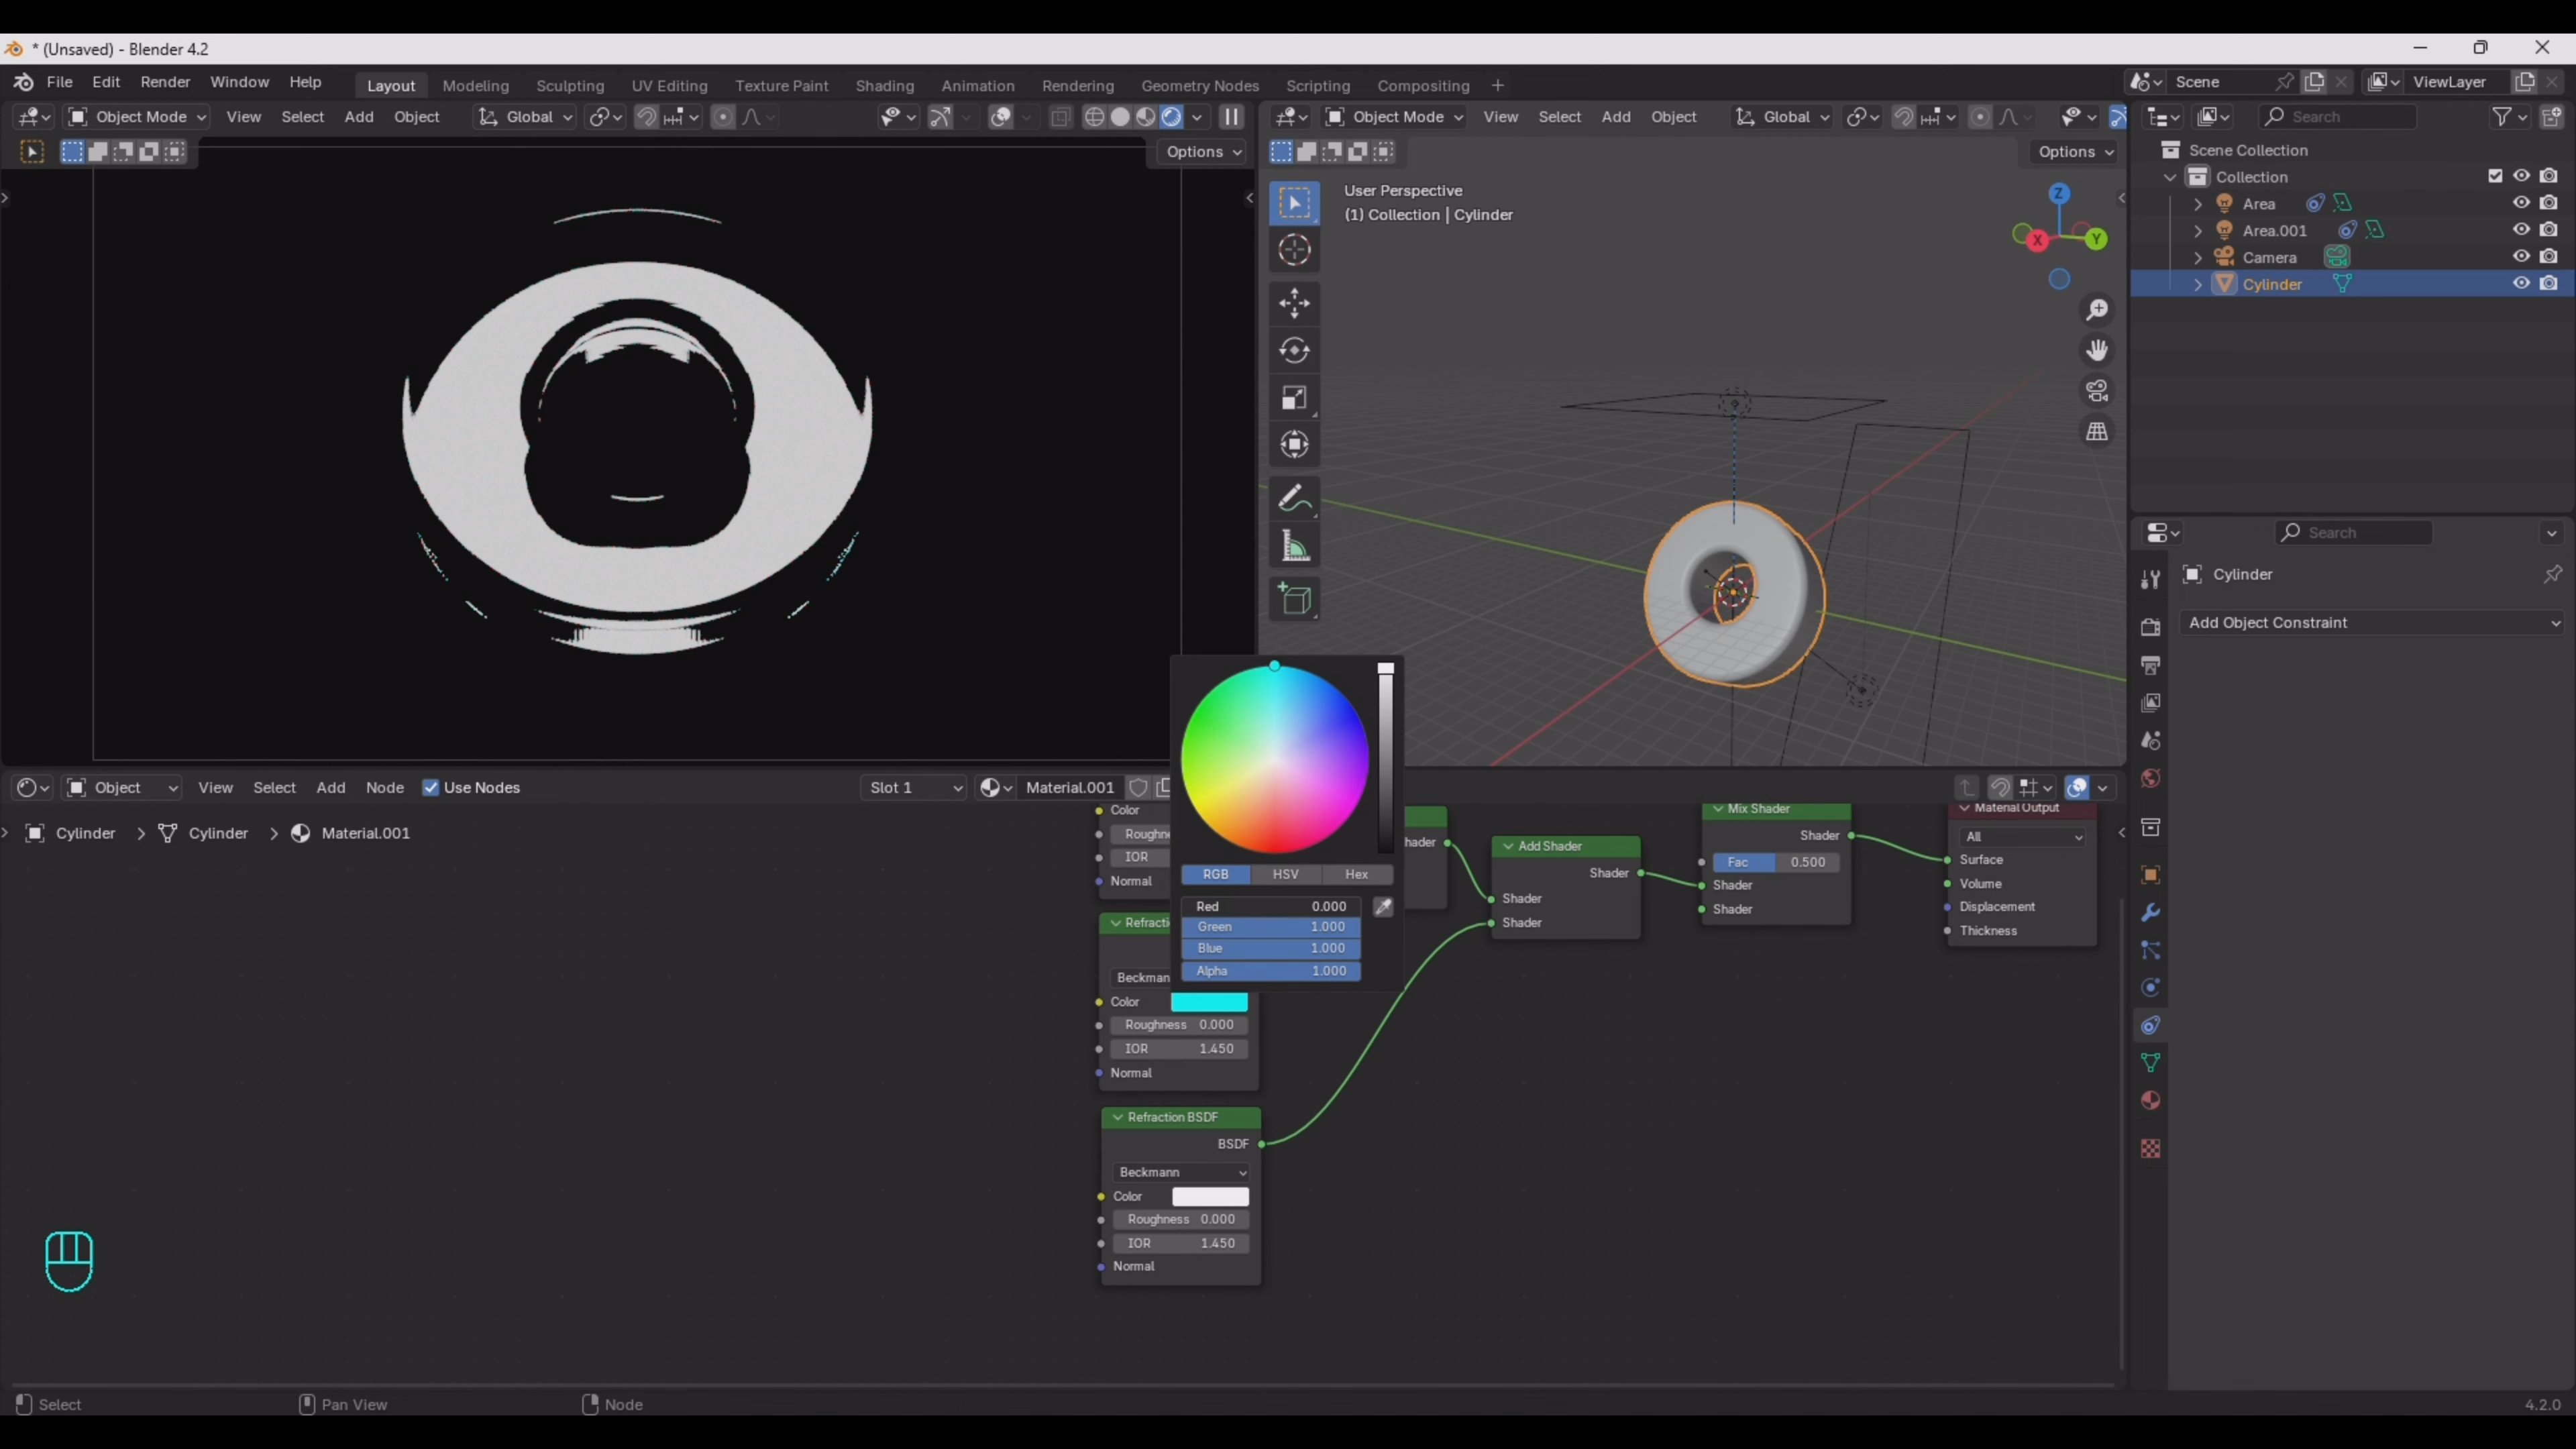 * (Unsaved) - Blender 4.2
File Edit Render Window Help Layout Modeling Sculpting UV Editing Texture Paint Shading Animation Rendering Geometry Nodes Scripting Compositing + Scene ViewLayer
Object Mode View Select Add Object Global
Object Mode View Select Add Object Global
Search
Options
Options
User Perspective
(1) Collection | Cylinder
Z
X
Y
Scene Collection
Collection
Area
Area.001
Camera
Cylinder
Search
Cylinder
Add Object Constraint
Object View Select Add Node Use Nodes Slot 1 Material.001
Cylinder > Cylinder > Material.001
RGB HSV Hex
Red 0.000
Green 1.000
Blue 1.000
Alpha 1.000
Color
Roughne
IOR
Normal
Refracti
Beckman
Color
Roughness 0.000
IOR 1.450
Normal
Refraction BSDF
BSDF
Beckmann
Color
Roughness 0.000
IOR 1.450
Normal
hader
Add Shader
Shader
Shader
Shader
Mix Shader
Shader
Fac 0.500
Shader
Shader
Material Output
All
Surface
Volume
Displacement
Thickness
Select Pan View Node 4.2.0